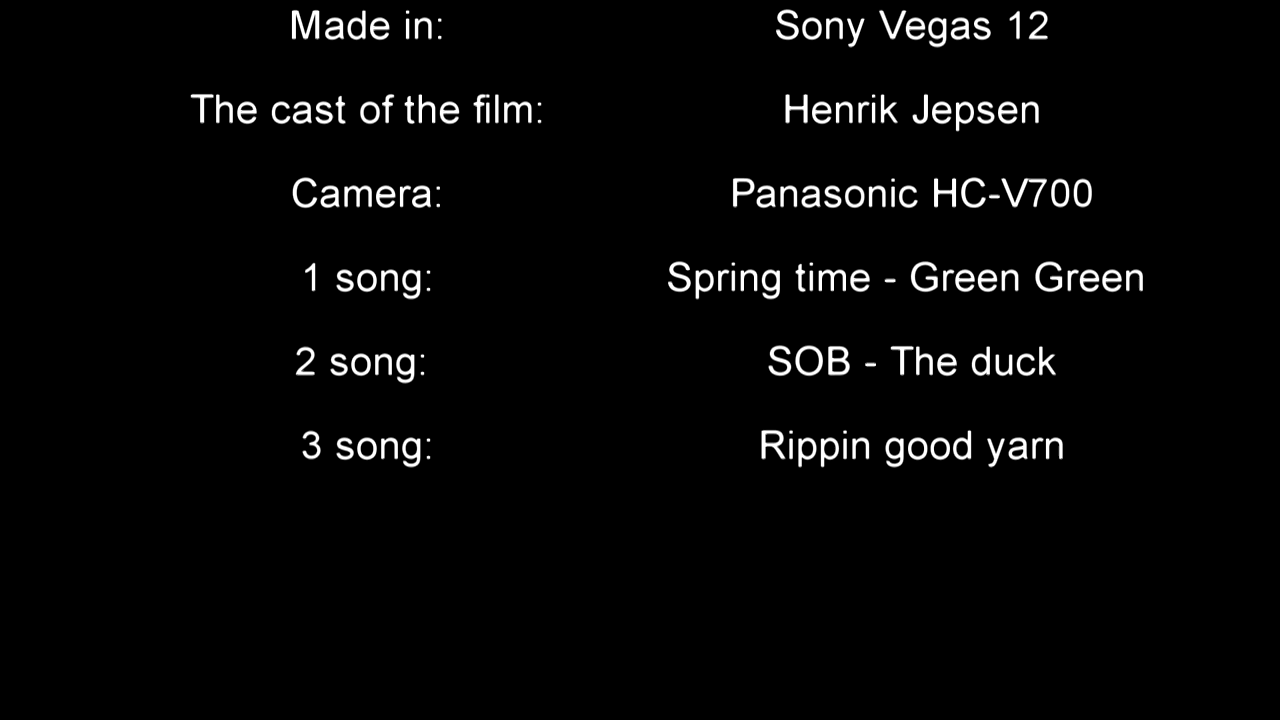 Made in: Sony Vegas 12
The cast of the film: Henrik Jepsen
Camera: Panasonic HC-V700
1 song: Spring time - Green Green
2 song: SOB - The duck
3 song: Rippin good yarn